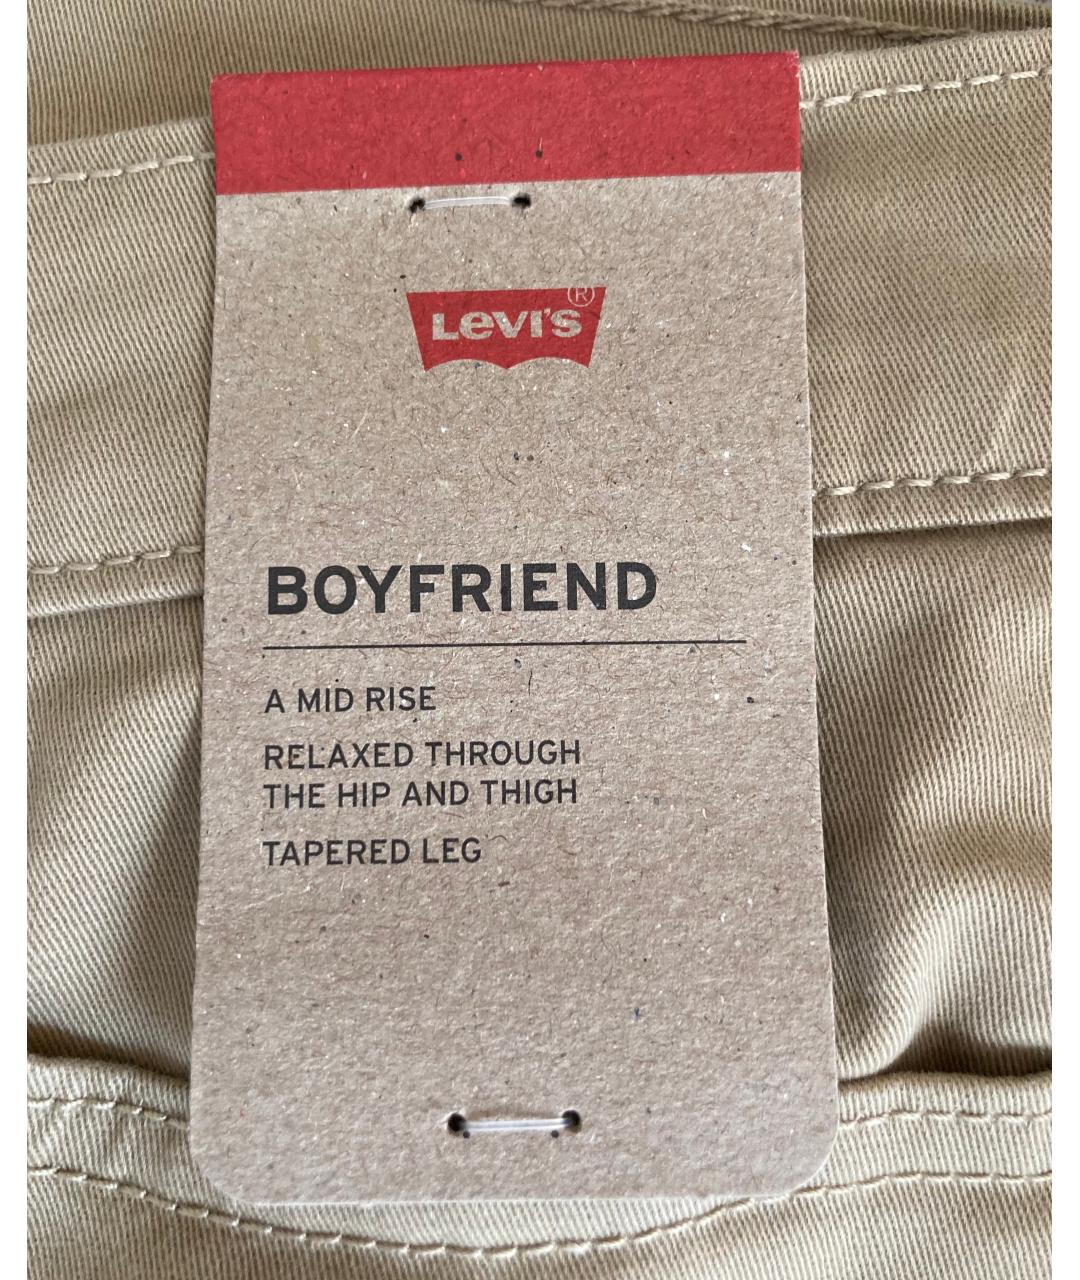 Levi's®
BOYFRIEND
A MID RISE
RELAXED THROUGH
THE HIP AND THIGH
TAPERED LEG